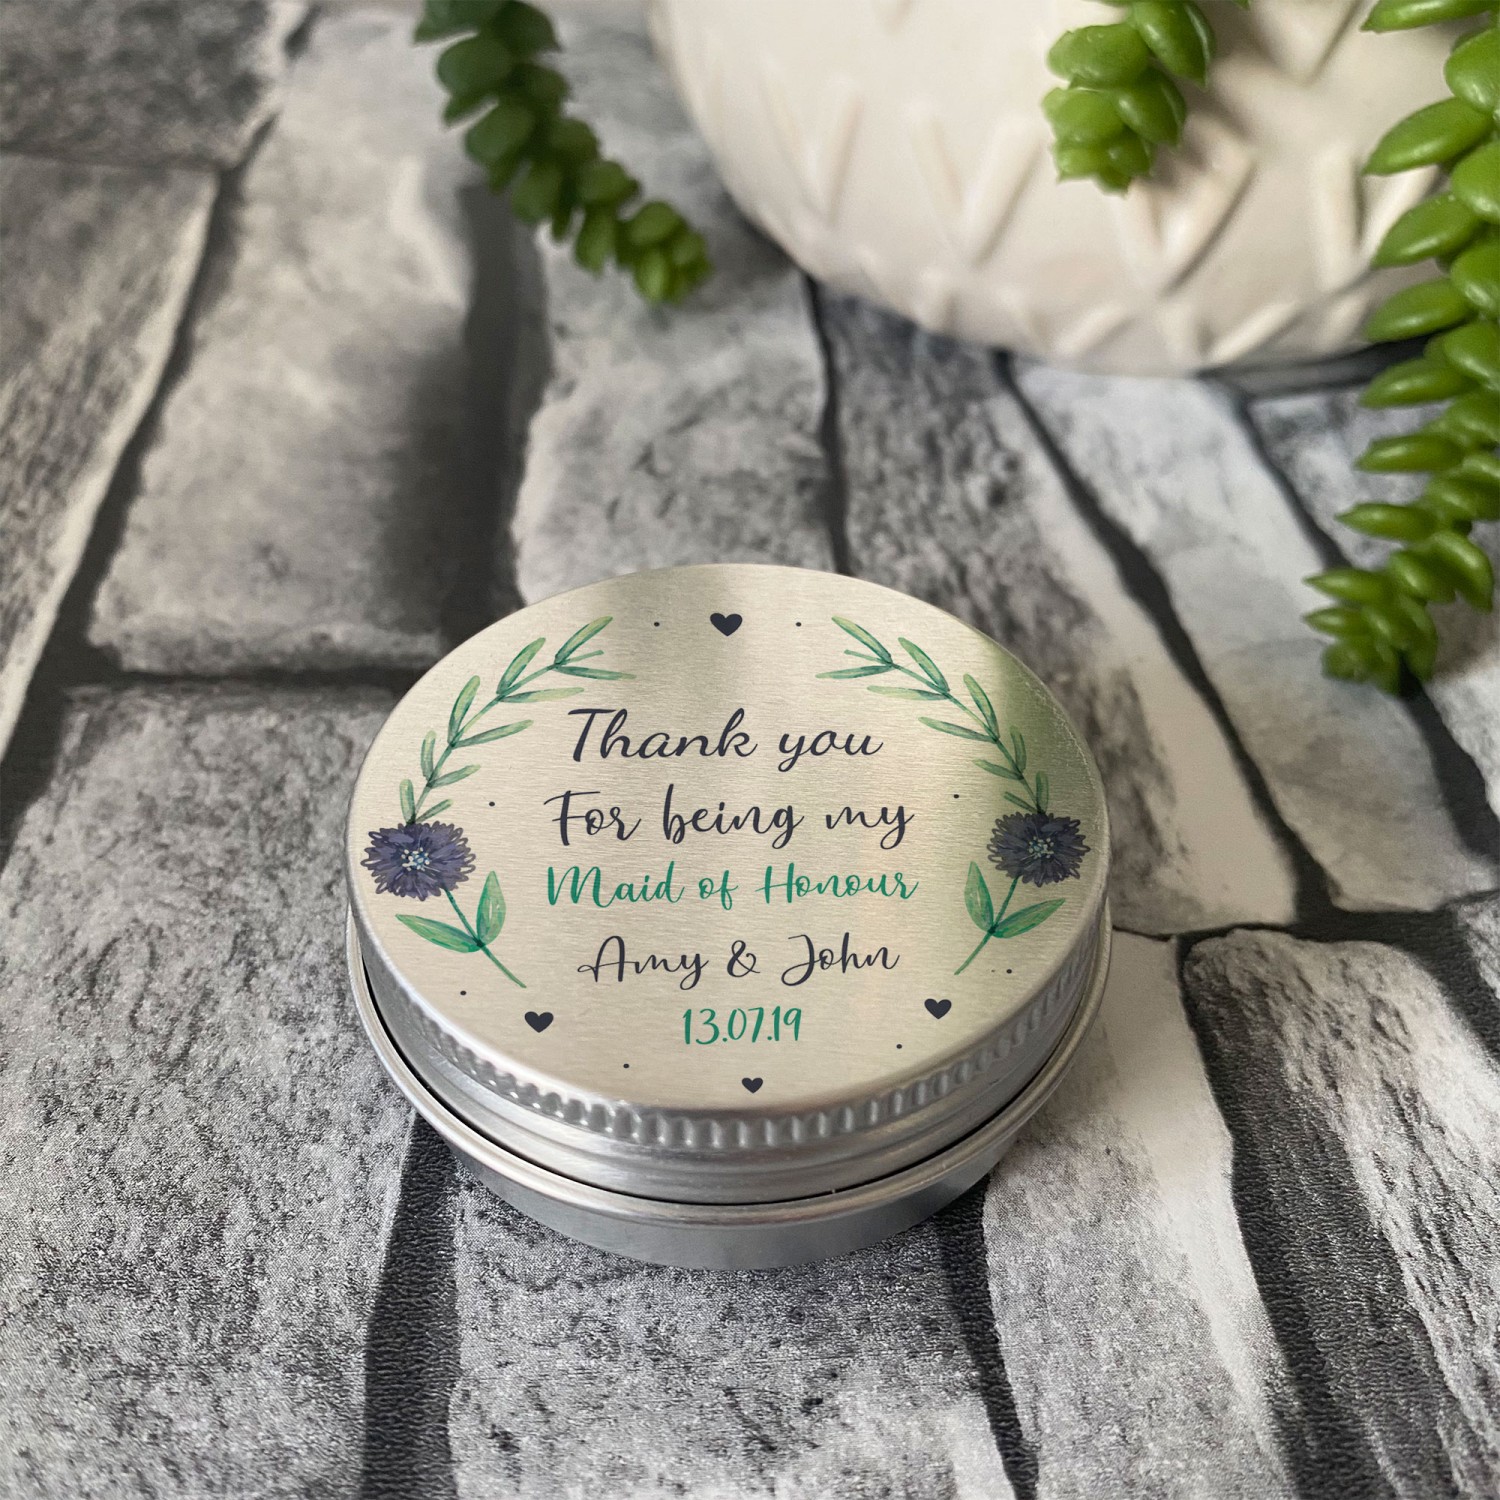 Thank you
For being my
Maid of Honour
Amy & John
13.07.19